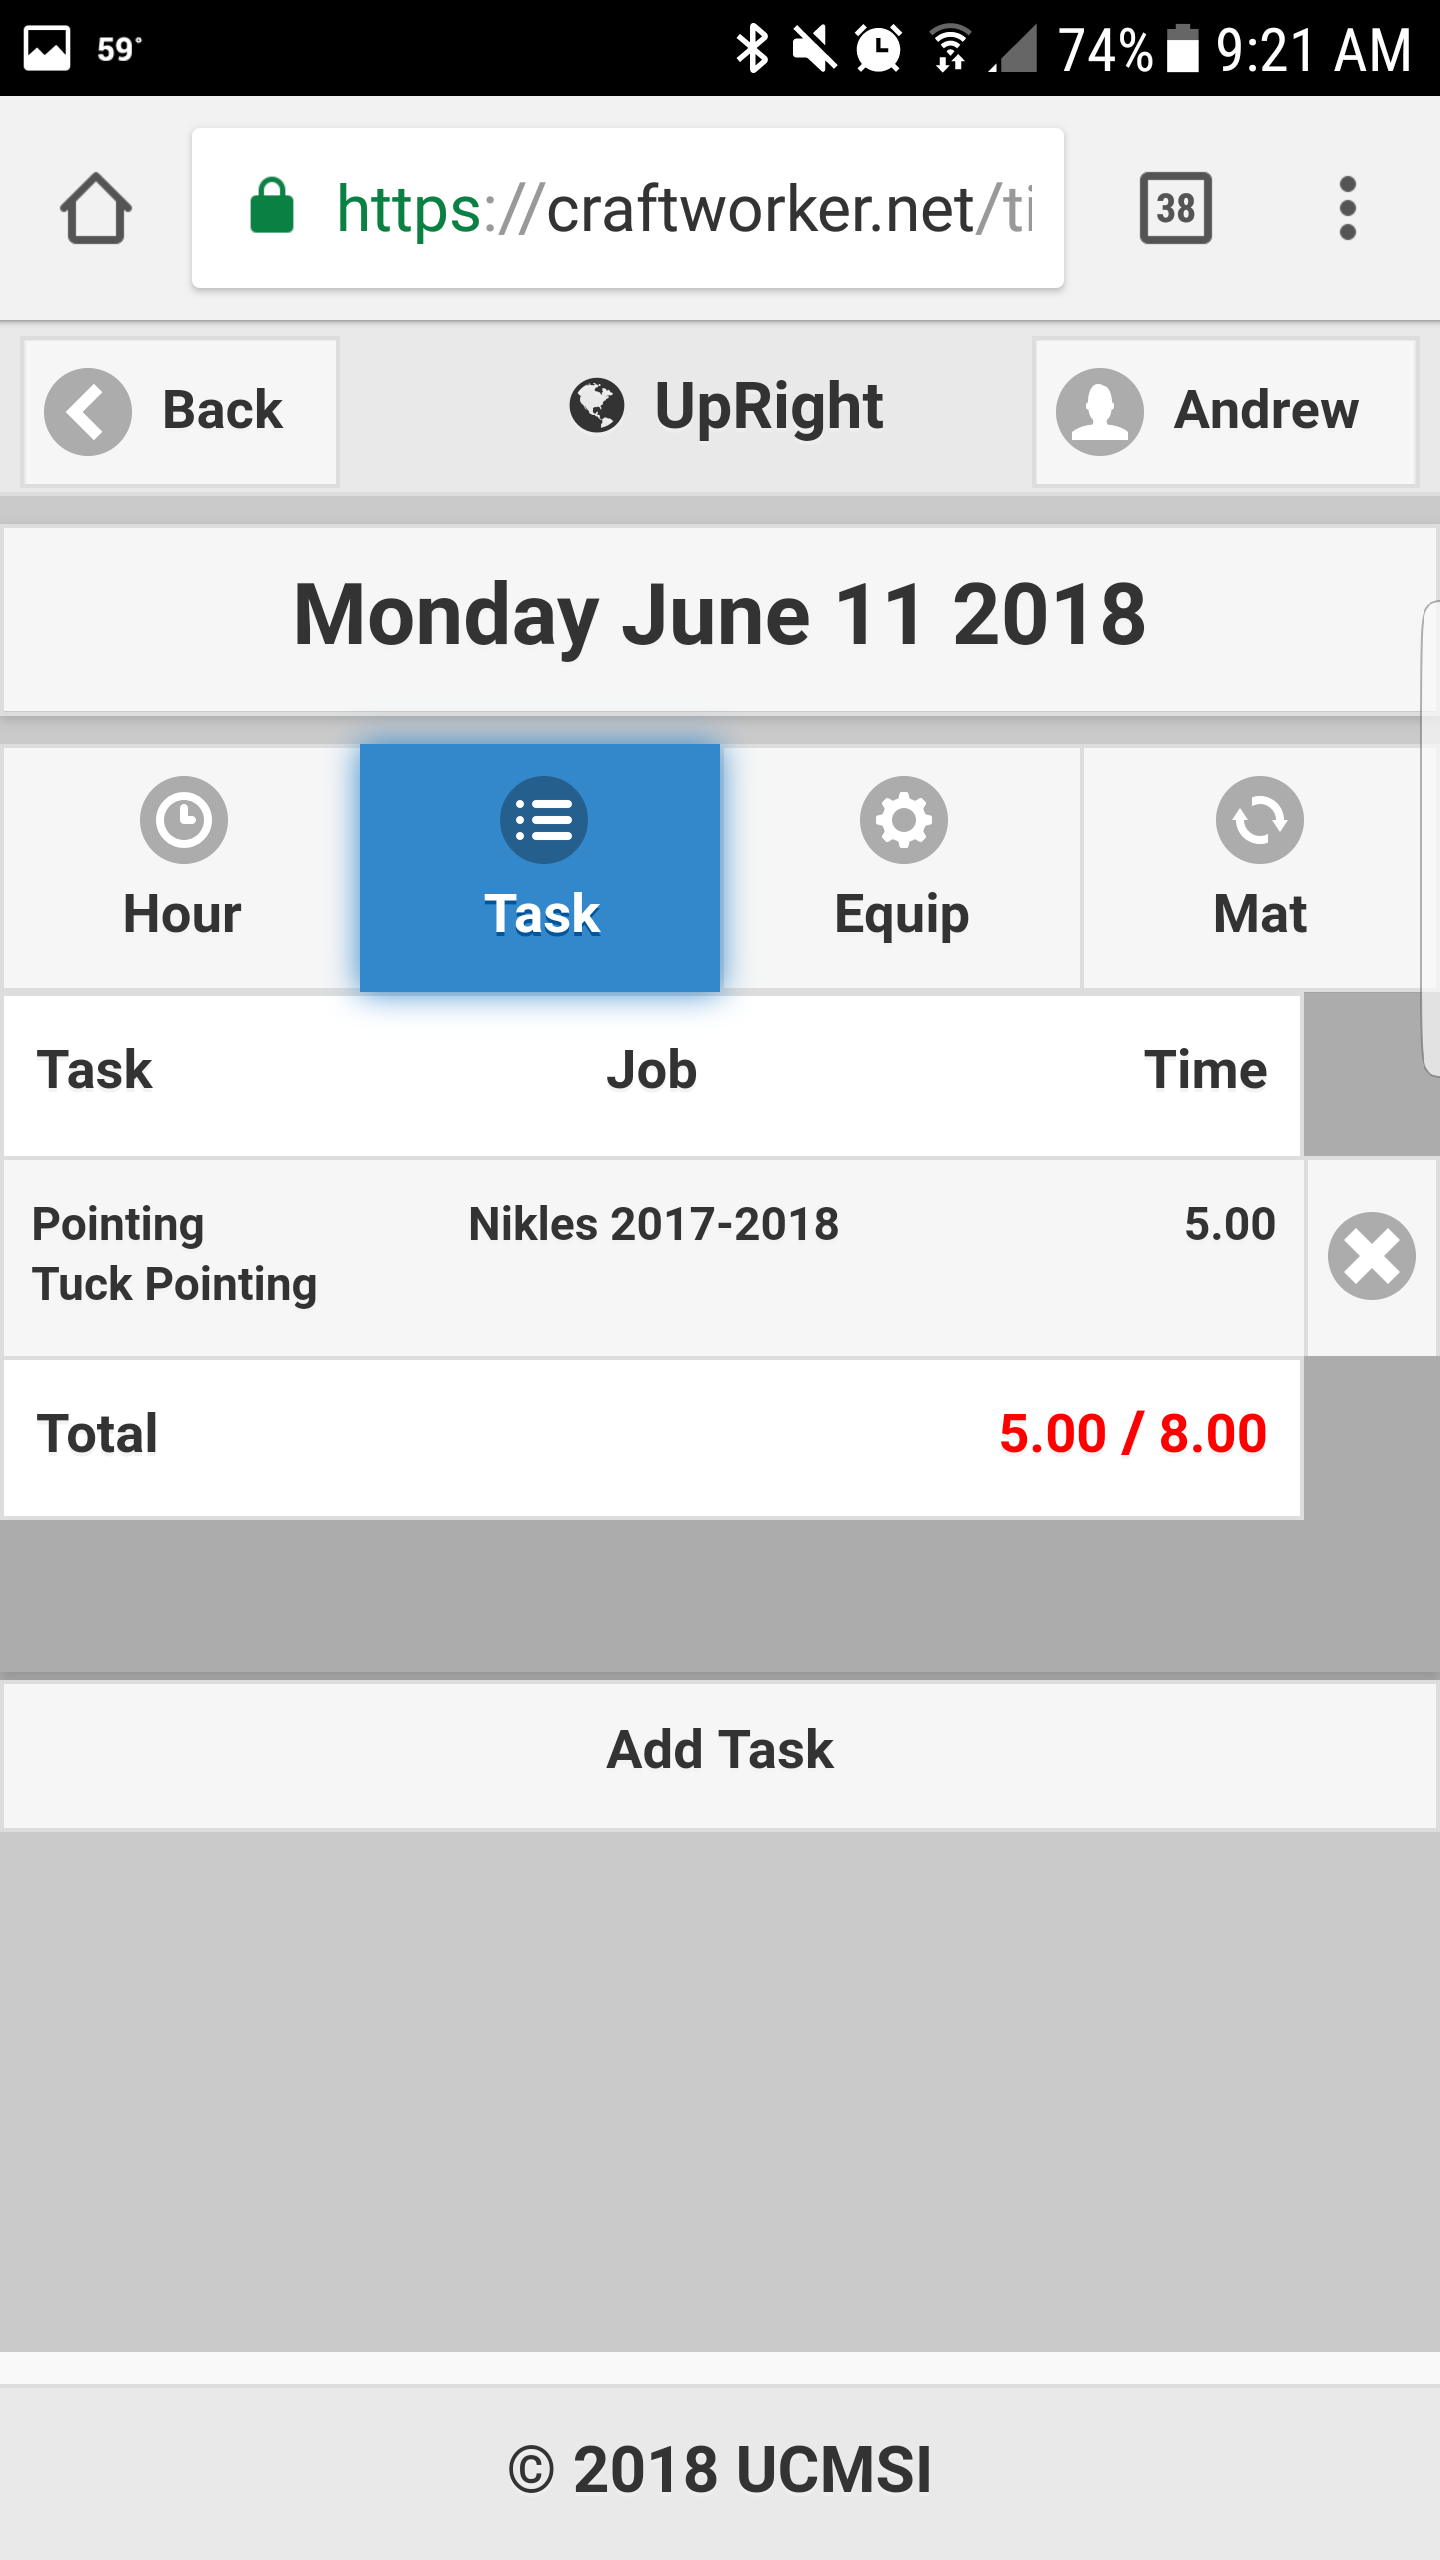 59° 74% 9:21 AM
https://craftworker.net/ti
38
Back UpRight Andrew
Monday June 11 2018
Hour Task Equip Mat
Task Job Time
Pointing Nikles 2017-2018 5.00
Tuck Pointing
Total 5.00 / 8.00
Add Task
© 2018 UCMSI